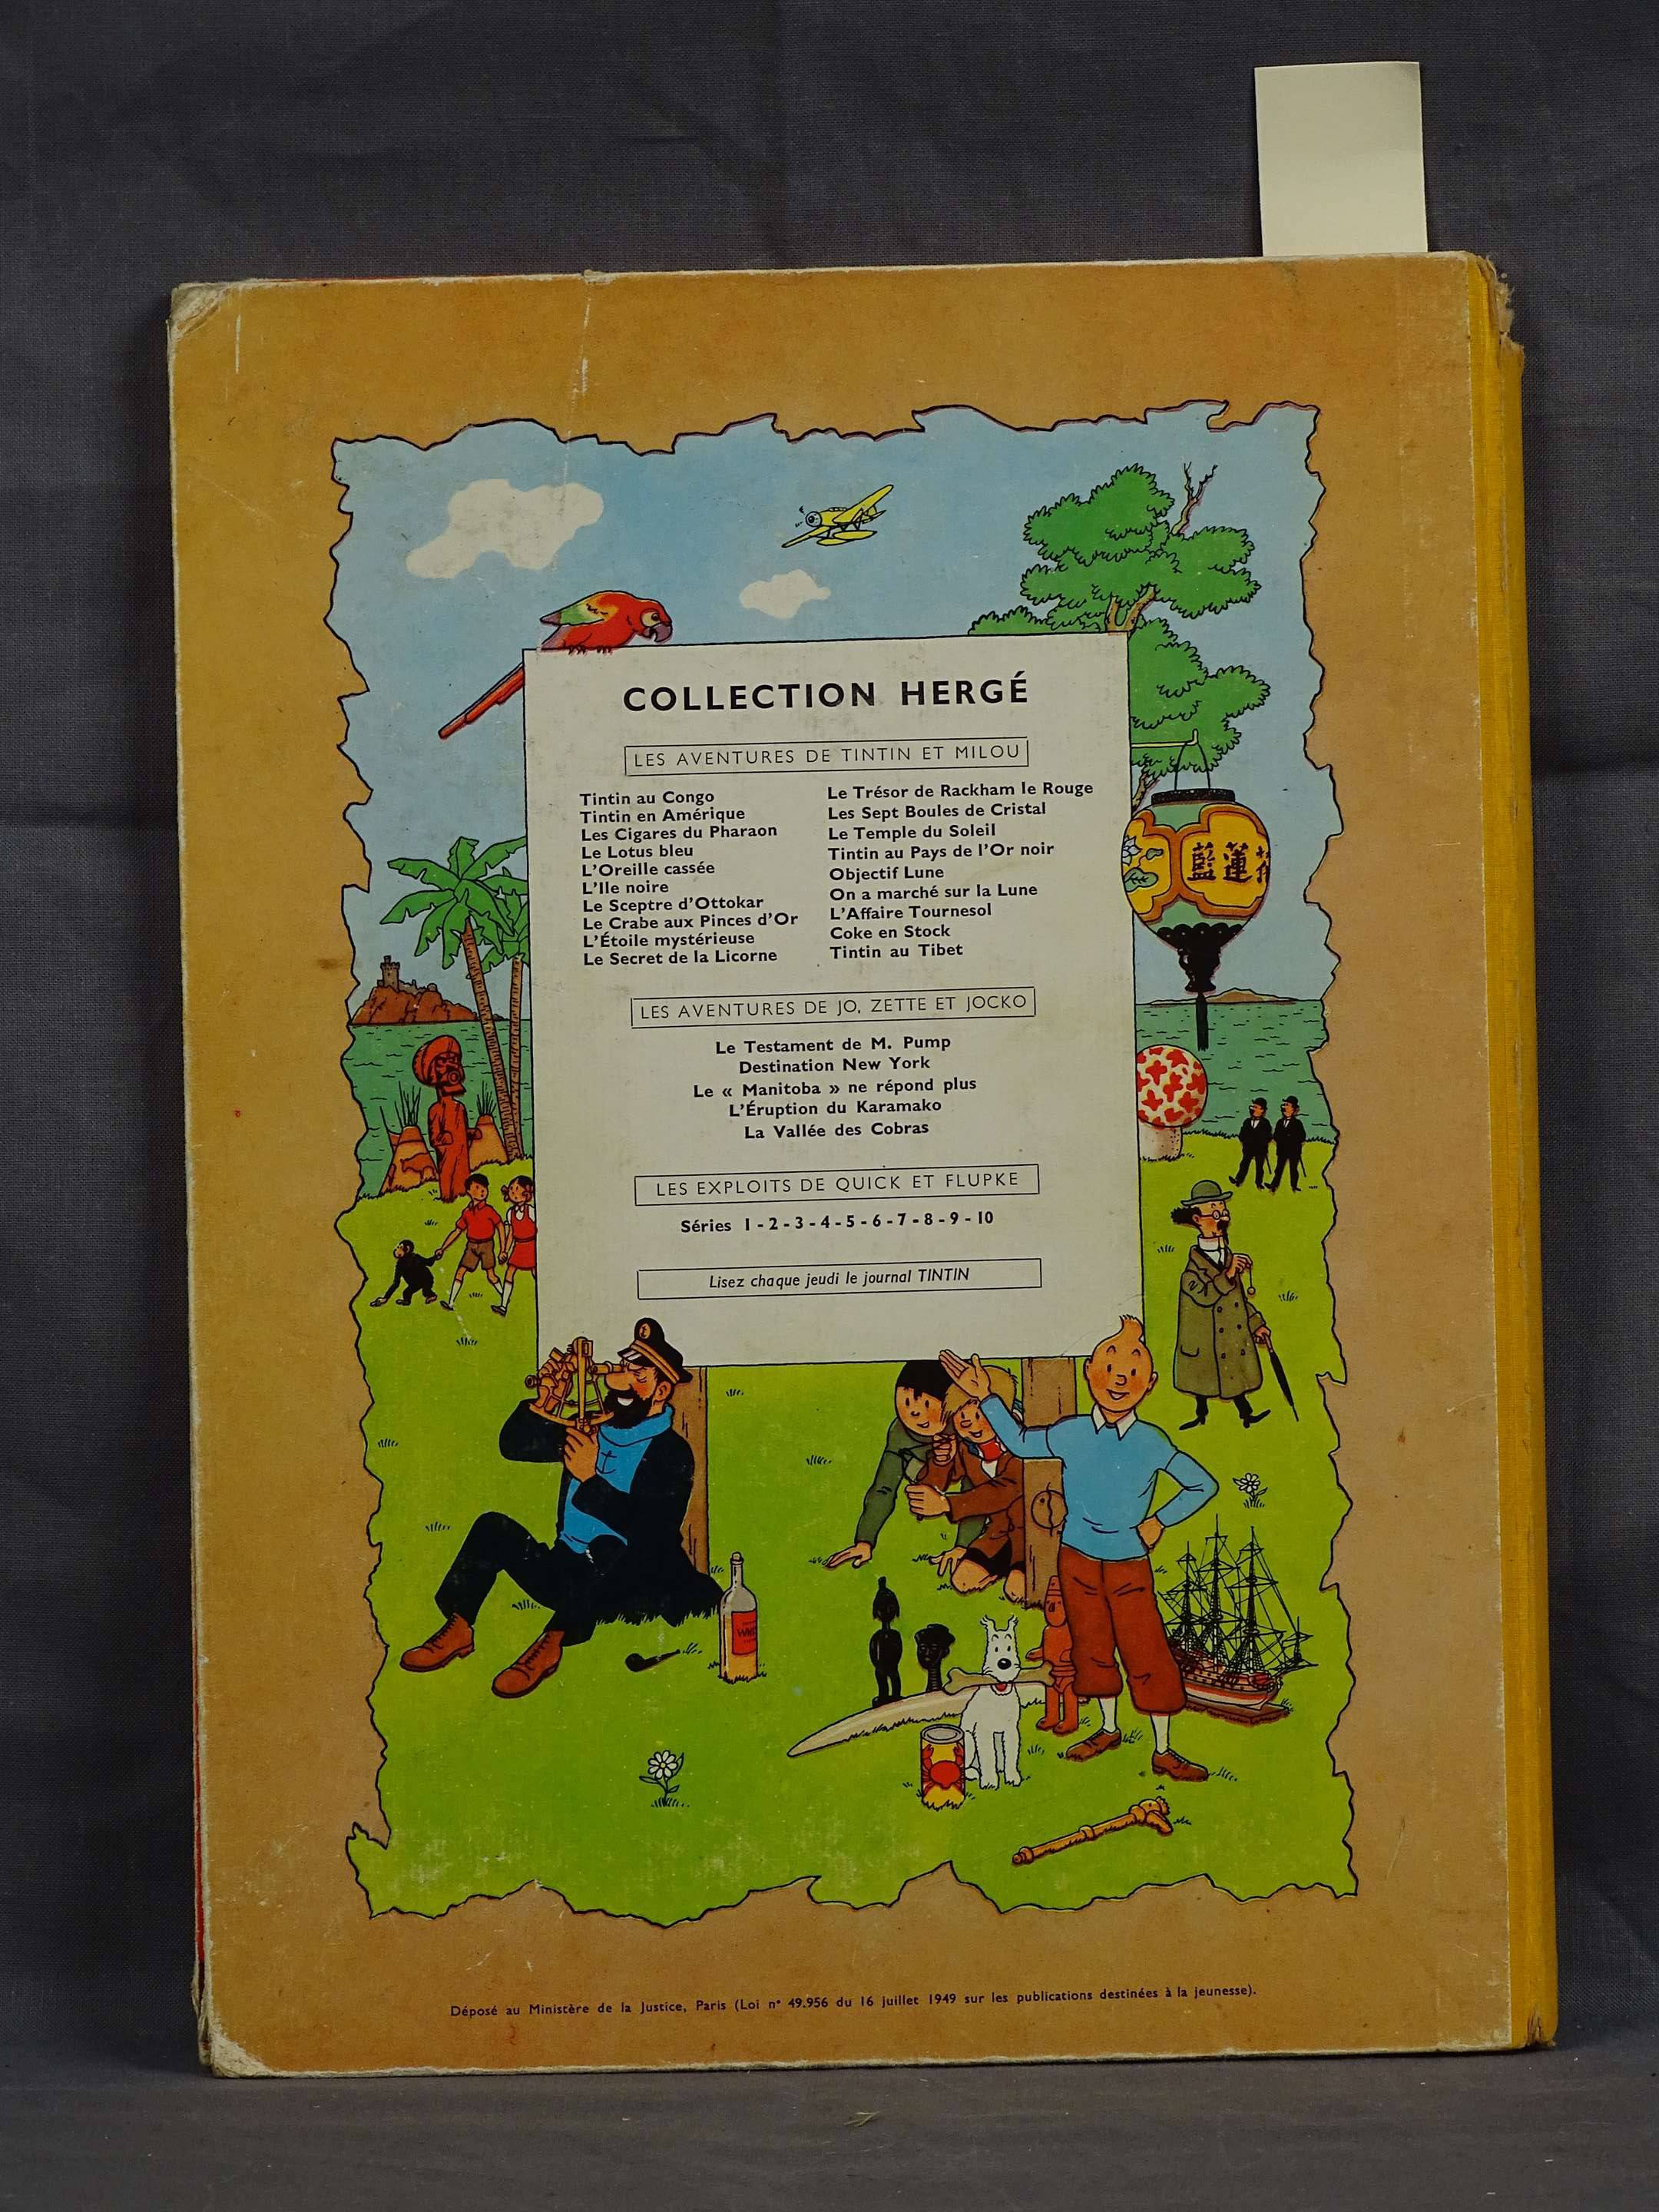 COLLECTION HERGÉ
LES AVENTURES DE TINTIN ET MILOU
Tintin au Congo
Tintin en Amérique
Les Cigares du Pharaon
Le Lotus bleu
L'Oreille cassée
L'Ile noire
Le Sceptre d'Ottokar
Le Crabe aux Pinces d'Or
L'Étoile mystérieuse
Le Secret de la Licorne
Le Trésor de Rackham le Rouge
Les Sept Boules de Cristal
Le Temple du Soleil
Tintin au Pays de l'Or noir
Objectif Lune
On a marché sur la Lune
L'Affaire Tournesol
Coke en Stock
Tintin au Tibet
LES AVENTURES DE JO, ZETTE ET JOCKO
Le Testament de M. Pump
Destination New York
Le « Manitoba » ne répond plus
L'Éruption du Karamako
La Vallée des Cobras
LES EXPLOITS DE QUICK ET FLUPKE
Séries 1 - 2 - 3 - 4 - 5 - 6 - 7 - 8 - 9 - 10
Lisez chaque jeudi le journal TINTIN
藍蓮
Déposé au Ministère de la Justice, Paris (Loi n° 49.956 du 16 juillet 1949 sur les publications destinées à la jeunesse).